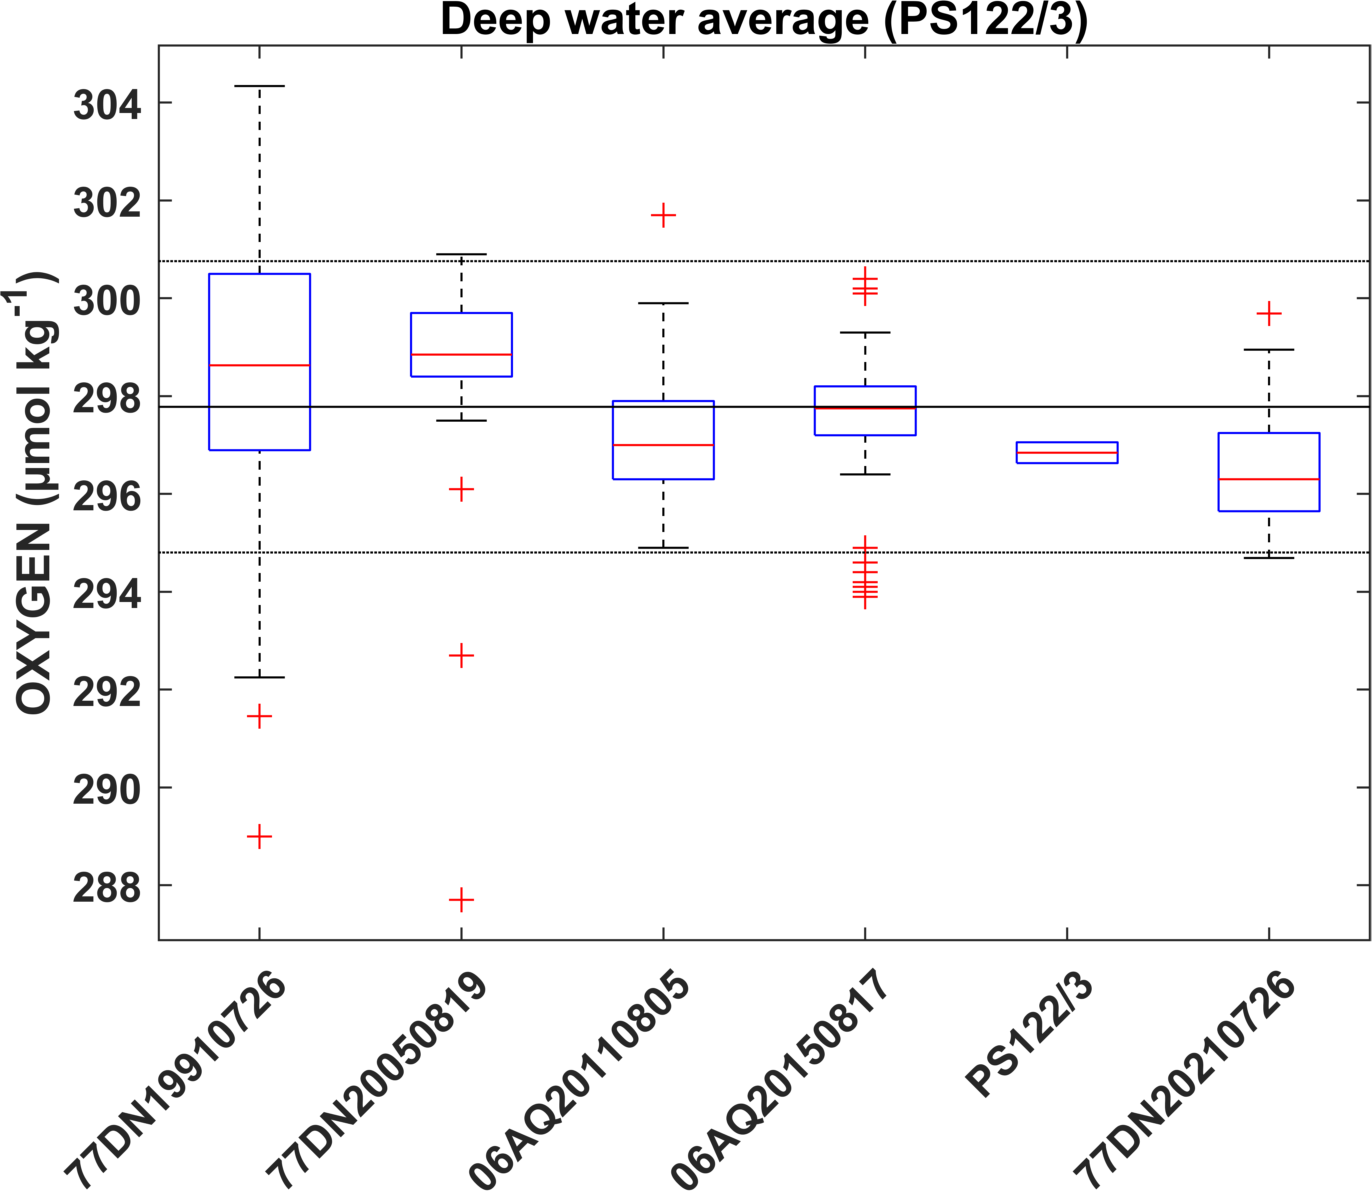 Deep water average (PS122/3)
OXYGEN (µmol kg-1)
304
302
300
298
296
294
292
290
288
77DN19910726
77DN20050819
06AQ20110805
06AQ20150817
PS122/3
77DN20210726